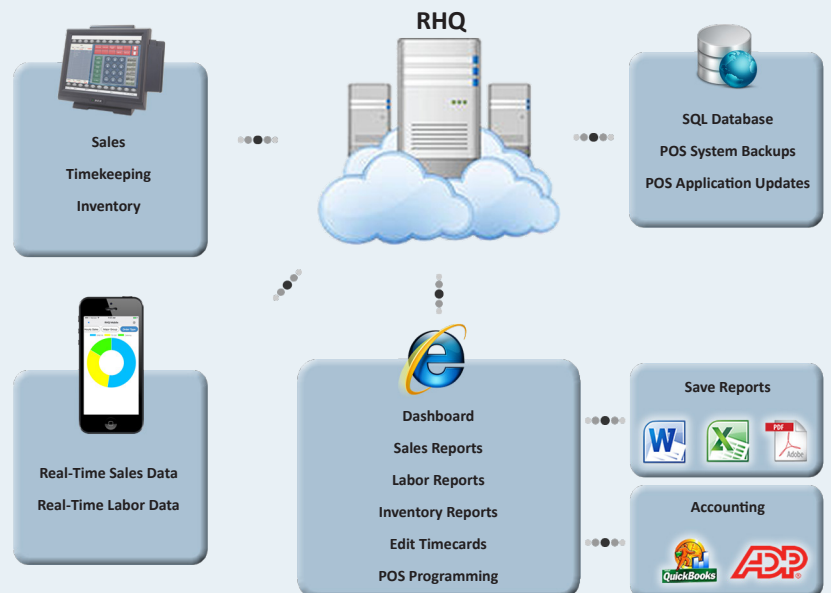 RHQ
Sales
Timekeeping
Inventory
SQL Database
POS System Backups
POS Application Updates
Real-Time Sales Data
Real-Time Labor Data
Dashboard
Sales Reports
Labor Reports
Inventory Reports
Edit Timecards
POS Programming
Save Reports
W
X
PDF
Adobe
Accounting
QuickBooks
ADP